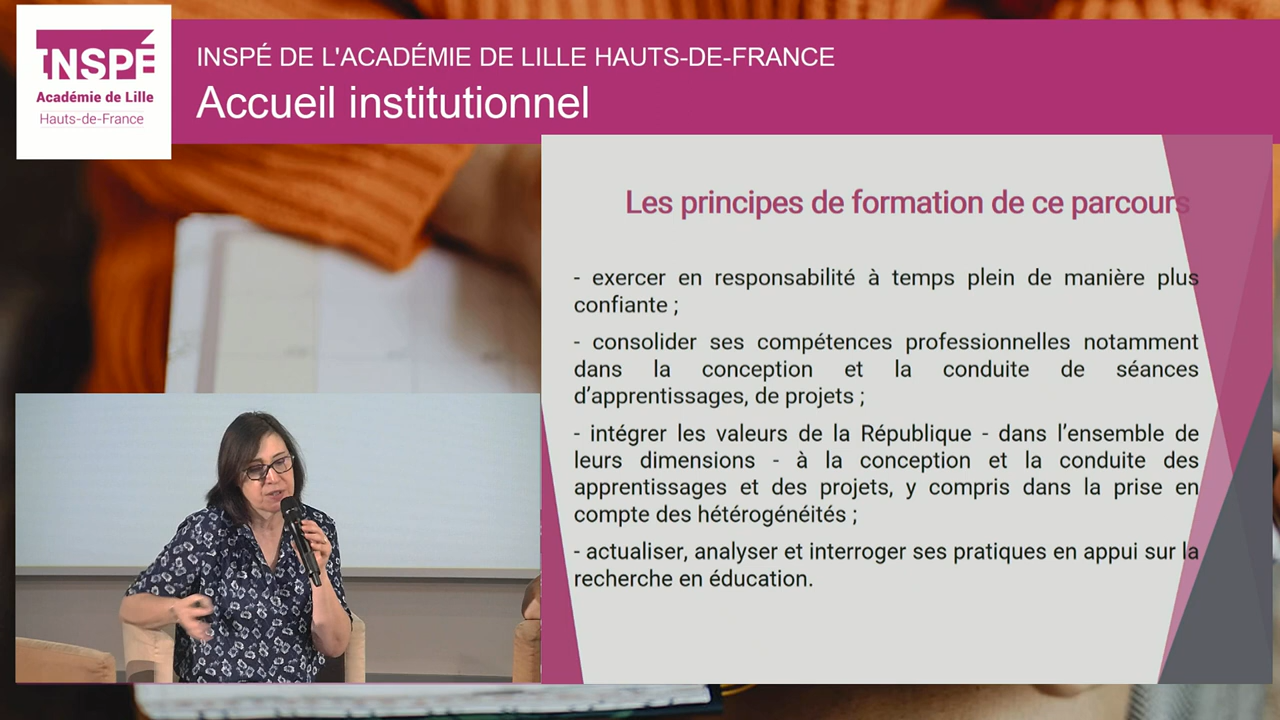 INSPÉ
Académie de Lille
Hauts-de-France
INSPÉ DE L'ACADÉMIE DE LILLE HAUTS-DE-FRANCE
Accueil institutionnel
Les principes de formation de ce parcours
- exercer en responsabilité à temps plein de manière plus
confiante ;
- consolider ses compétences professionnelles notamment
dans la conception et la conduite de séances
d’apprentissages, de projets ;
- intégrer les valeurs de la République - dans l’ensemble de
leurs dimensions - à la conception et la conduite des
apprentissages et des projets, y compris dans la prise en
compte des hétérogénéités ;
- actualiser, analyser et interroger ses pratiques en appui sur la
recherche en éducation.